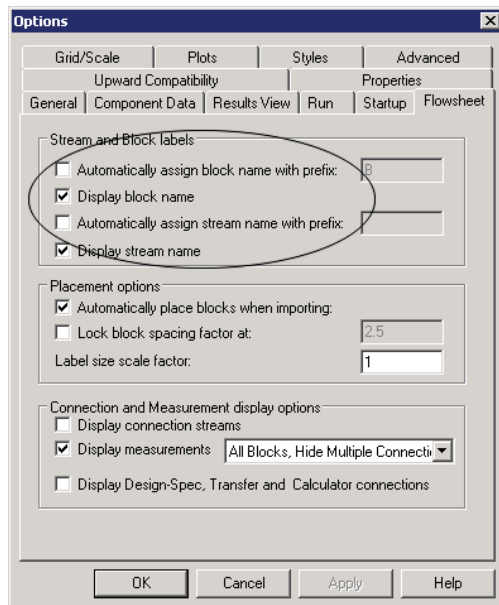 Options
Grid/Scale Plots Styles Advanced
Upward Compatibility Properties
General Component Data Results View Run Startup Flowsheet
Stream and Block labels
Automatically assign block name with prefix: B
Display block name
Automatically assign stream name with prefix:
Display stream name
Placement options
Automatically place blocks when importing:
Lock block spacing factor at: 2.5
Label size scale factor: 1
Connection and Measurement display options
Display connection streams
Display measurements All Blocks, Hide Multiple Connecti
Display Design-Spec, Transfer and Calculator connections
OK Cancel Apply Help